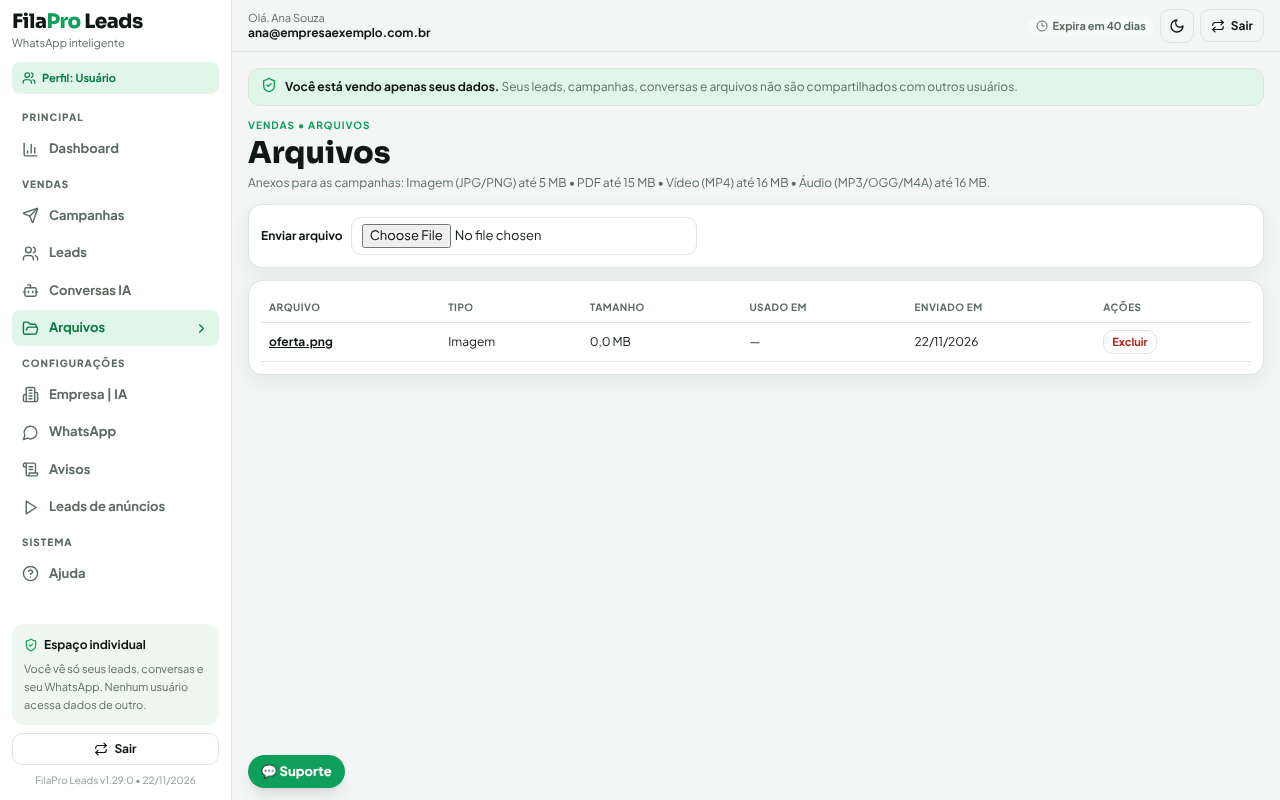 FilaPro Leads
WhatsApp inteligente
Perfil: Usuário
PRINCIPAL
Dashboard
VENDAS
Campanhas
Leads
Conversas IA
Arquivos
CONFIGURAÇÕES
Empresa | IA
WhatsApp
Avisos
Leads de anúncios
SISTEMA
Ajuda
Espaço individual
Você vê só seus leads, conversas e
seu WhatsApp. Nenhum usuário
acessa dados de outro.
Sair
FilaPro Leads v1.29.0 • 22/11/2026
Olá, Ana Souza
ana@empresaexemplo.com.br
Expira em 40 dias
Sair
Você está vendo apenas seus dados. Seus leads, campanhas, conversas e arquivos não são compartilhados com outros usuários.
VENDAS • ARQUIVOS
Arquivos
Anexos para as campanhas: Imagem (JPG/PNG) até 5 MB • PDF até 15 MB • Vídeo (MP4) até 16 MB • Áudio (MP3/OGG/M4A) até 16 MB.
Enviar arquivo Choose File No file chosen
ARQUIVO TIPO TAMANHO USADO EM ENVIADO EM AÇÕES
oferta.png Imagem 0,0 MB — 22/11/2026 Excluir
💬 Suporte